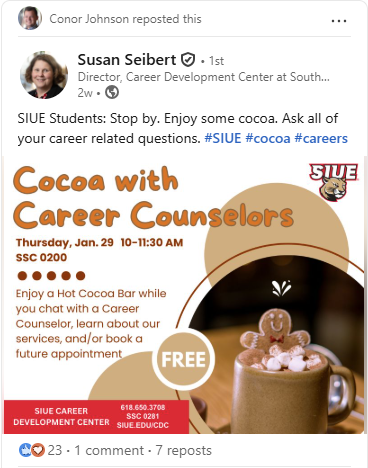 Conor Johnson reposted this
Susan Seibert • 1st
Director, Career Development Center at South...
2w •
SIUE Students: Stop by. Enjoy some cocoa. Ask all of
your career related questions. #SIUE #cocoa #careers
SIUE
Cocoa with
Career Counselors
Thursday, Jan. 29 10-11:30 AM
SSC 0200
Enjoy a Hot Cocoa Bar while
you chat with a Career
Counselor, learn about our
services, and/or book a
future appointment
FREE
SIUE CAREER
DEVELOPMENT CENTER
618.650.3708
SSC 0281
SIUE.EDU/CDC
23 • 1 comment • 7 reposts